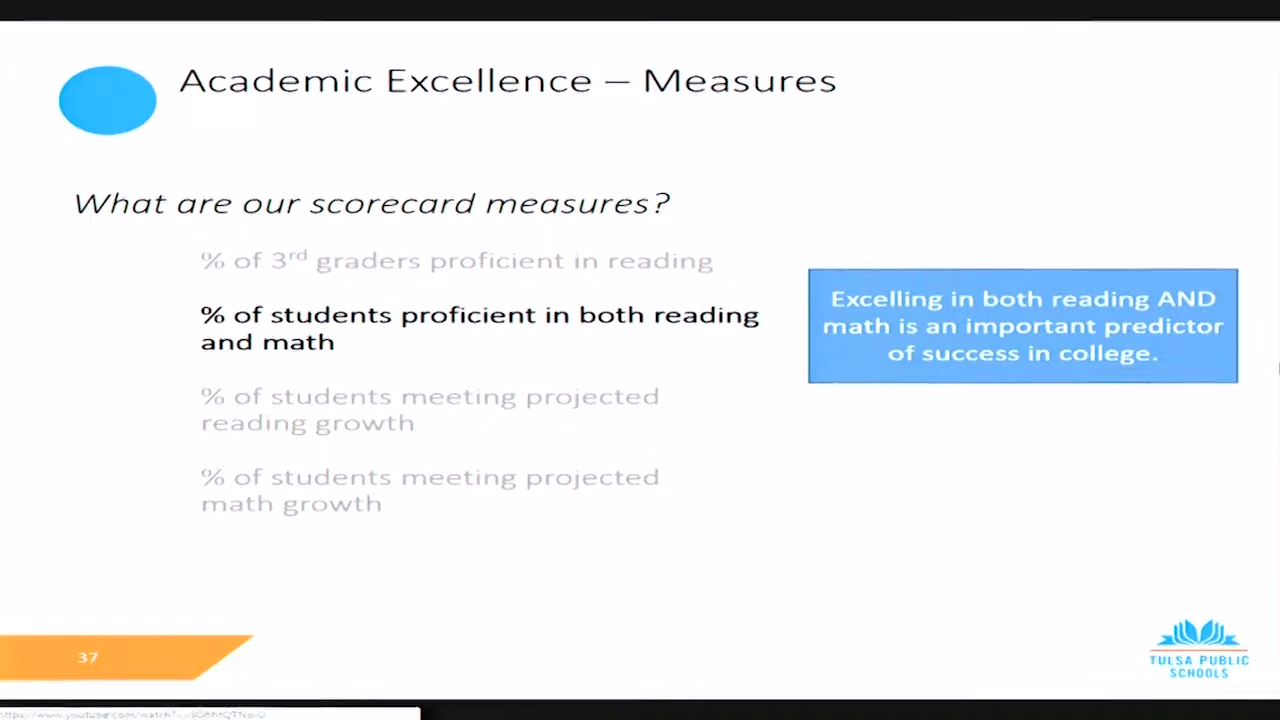 Academic Excellence – Measures
What are our scorecard measures?
% of 3rd graders proficient in reading
% of students proficient in both reading
and math
% of students meeting projected
reading growth
% of students meeting projected
math growth
Excelling in both reading AND
math is an important predictor
of success in college.
37
TULSA PUBLIC
SCHOOLS